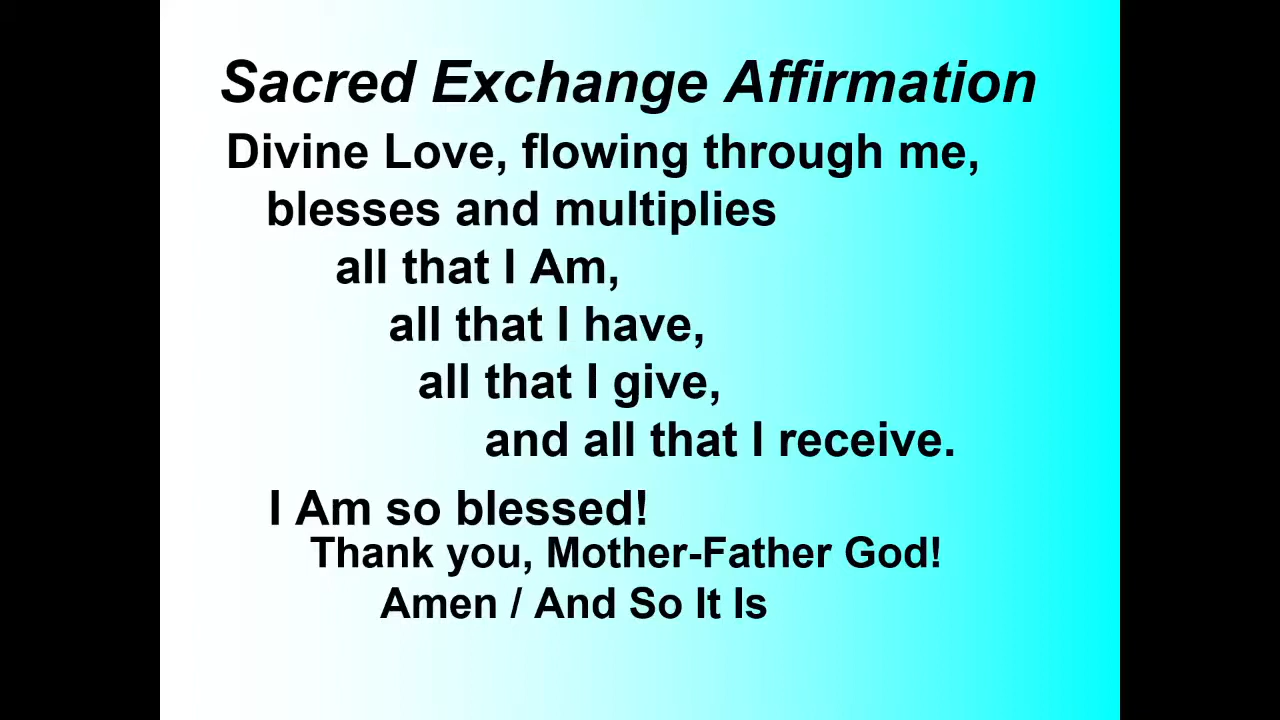 Sacred Exchange Affirmation
Divine Love, flowing through me,
blesses and multiplies
all that I Am,
all that I have,
all that I give,
and all that I receive.
I Am so blessed!
Thank you, Mother-Father God!
Amen / And So It Is